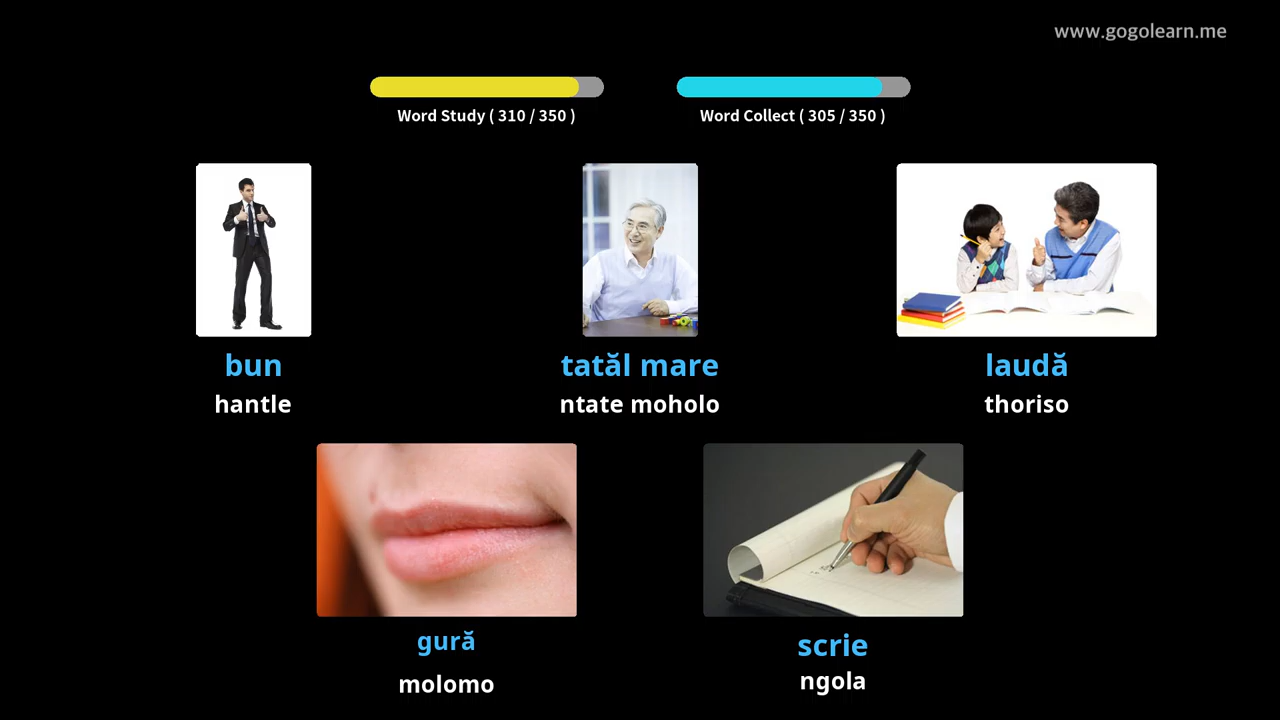 www.gogolearn.me
Word Study ( 310 / 350 )
Word Collect ( 305 / 350 )
bun
hantle
tatăl mare
ntate moholo
laudă
thoriso
gură
molomo
scrie
ngola